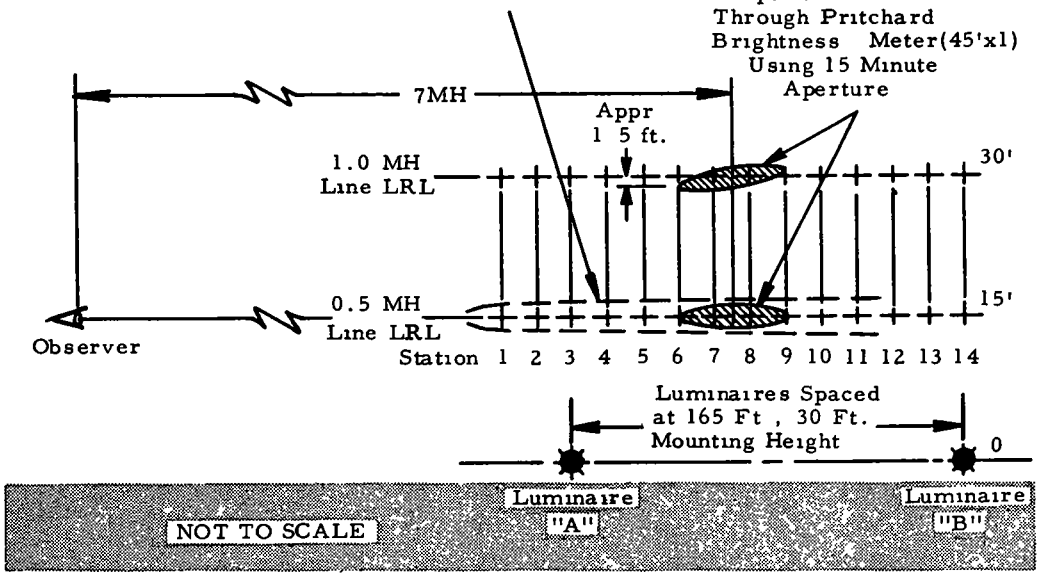 Through Pritchard
Brightness Meter(45'x1)
Using 15 Minute
Aperture
7MH
Appr
1 5 ft.
1.0 MH
Line LRL
30'
0.5 MH
Line LRL
15'
Observer
Station 1 2 3 4 5 6 7 8 9 10 11 12 13 14
Luminaires Spaced
at 165 Ft , 30 Ft.
Mounting Height
0
Luminaire
"A"
Luminaire
"B"
NOT TO SCALE